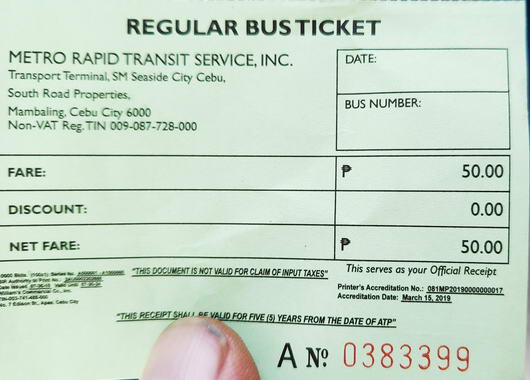 REGULAR BUS TICKET
METRO RAPID TRANSIT SERVICE, INC.
Transport Terminal, SM Seaside City Cebu,
South Road Properties,
Mambaling, Cebu City 6000
Non-VAT Reg. TIN 009-087-728-000
DATE:
BUS NUMBER:
FARE: ₱ 50.00
DISCOUNT: 0.00
NET FARE: ₱ 50.00
"THIS DOCUMENT IS NOT VALID FOR CLAIM OF INPUT TAXES"
This serves as your Official Receipt
Printer's Accreditation No.: 081MP20190000000017
Accreditation Date: March 15, 2019
"THIS RECEIPT SHALL BE VALID FOR FIVE (5) YEARS FROM THE DATE OF ATP"
A No. 0383399